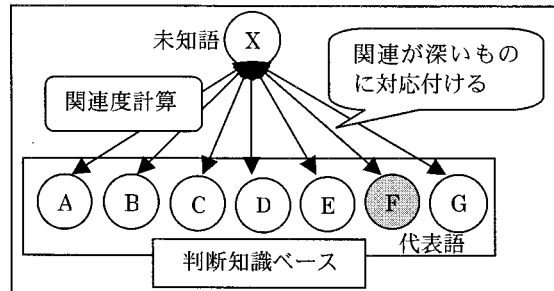 未知語
X
関連が深いもの
に対応付ける
関連度計算
A B C D E F G
代表語
判断知識ベース